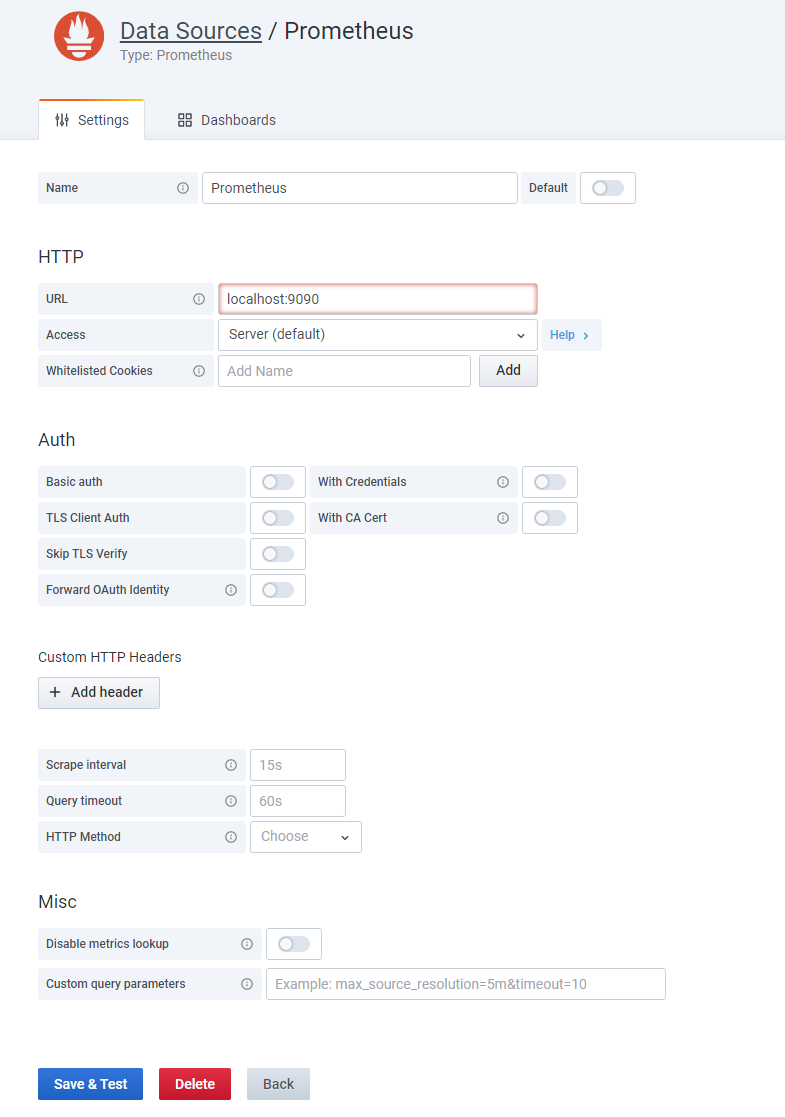 Data Sources / Prometheus
Type: Prometheus
Settings Dashboards
Name Prometheus Default
HTTP
URL localhost:9090
Access Server (default) Help
Whitelisted Cookies Add Name Add
Auth
Basic auth With Credentials
TLS Client Auth With CA Cert
Skip TLS Verify
Forward OAuth Identity
Custom HTTP Headers
+ Add header
Scrape interval 15s
Query timeout 60s
HTTP Method Choose
Misc
Disable metrics lookup
Custom query parameters Example: max_source_resolution=5m&timeout=10
Save & Test Delete Back